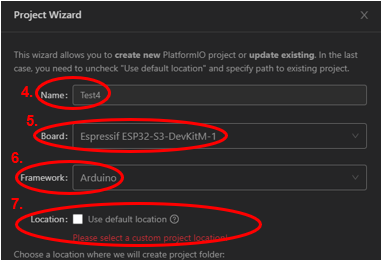 Project Wizard
This wizard allows you to create new PlatformIO project or update existing. In the last
case, you need to uncheck "Use default location" and specify path to existing project.
4. Name: Test4
5.
Board: Espressif ESP32-S3-DevKitM-1
6.
Framework: Arduino
7.
Location: Use default location ?
Please select a custom project location!
Choose a location where we will create project folder: